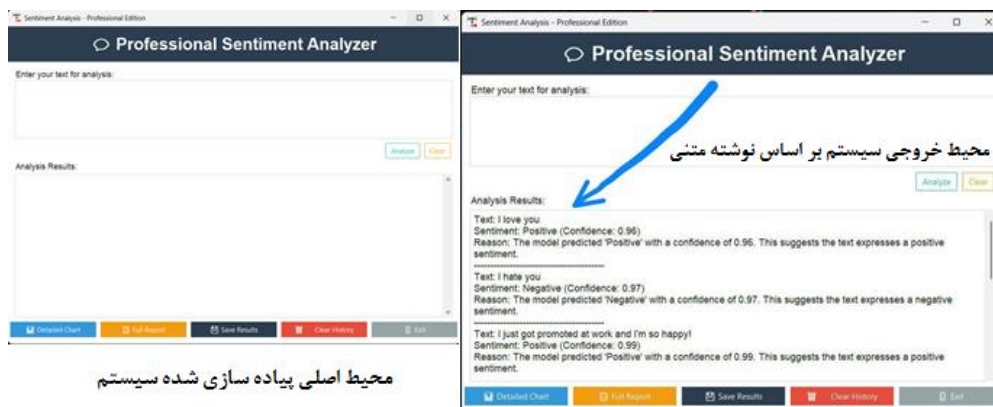 Sentiment Analysis - Professional Edition
Professional Sentiment Analyzer
Enter your text for analysis:
Analyze Clear
Analysis Results:
Detailed Chart Full Report Save Results Clear History Exit
محیط اصلی پیاده سازی شده سیستم
Sentiment Analysis - Professional Edition
Professional Sentiment Analyzer
Enter your text for analysis:
محیط خروجی سیستم بر اساس نوشته متنی
Analyze Clear
Analysis Results:
Text: I love you
Sentiment: Positive (Confidence: 0.96)
Reason: The model predicted 'Positive' with a confidence of 0.96. This suggests the text expresses a positive
sentiment.
--------------------------------------------------
Text: I hate you
Sentiment: Negative (Confidence: 0.97)
Reason: The model predicted 'Negative' with a confidence of 0.97. This suggests the text expresses a negative
sentiment.
--------------------------------------------------
Text: I just got promoted at work and I'm so happy!
Sentiment: Positive (Confidence: 0.99)
Reason: The model predicted 'Positive' with a confidence of 0.99. This suggests the text expresses a positive
sentiment.
Detailed Chart Full Report Save Results Clear History Exit